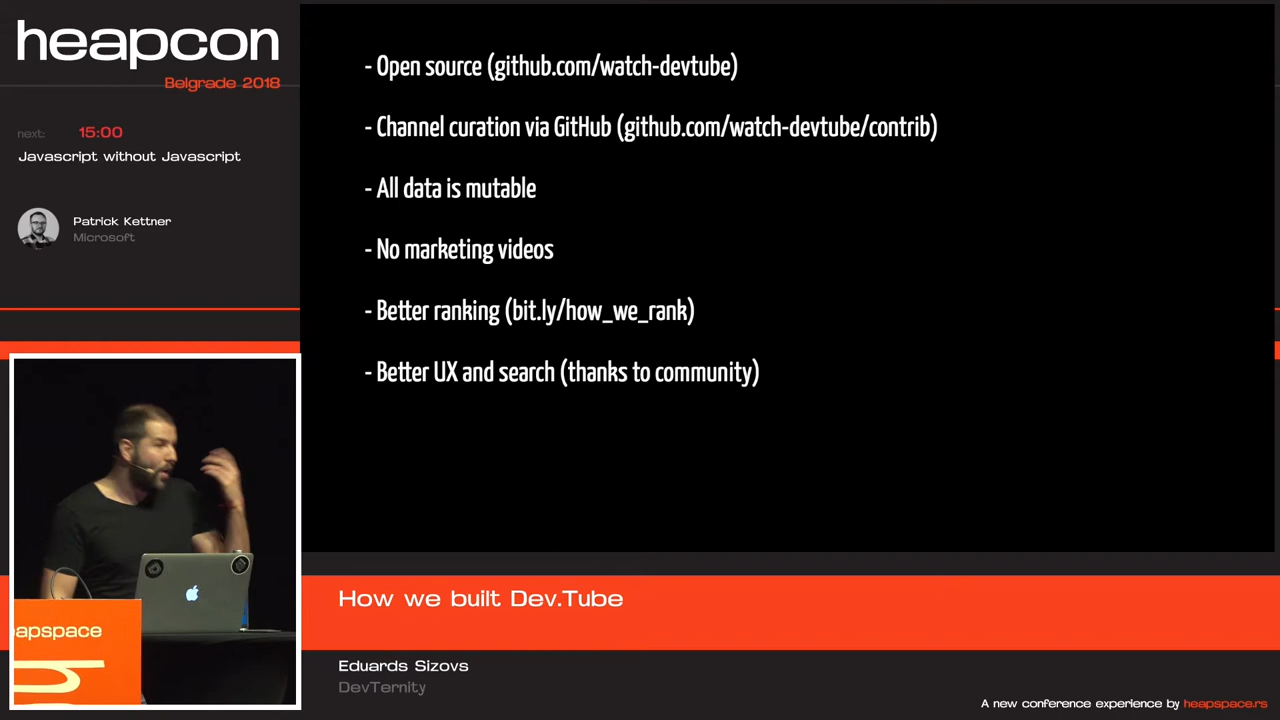 heapcon
Belgrade 2018
next: 15:00
Javascript without Javascript
Patrick Kettner
Microsoft
- Open source (github.com/watch-devtube)
- Channel curation via GitHub (github.com/watch-devtube/contrib)
- All data is mutable
- No marketing videos
- Better ranking (bit.ly/how_we_rank)
- Better UX and search (thanks to community)
apspace
How we built Dev.Tube
Eduards Sizovs
DevTernity
A new conference experience by heapspace.rs